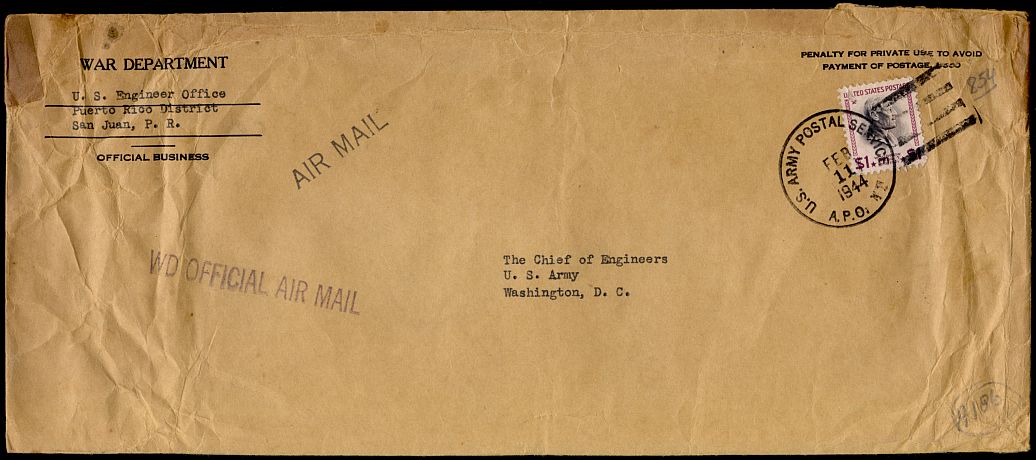 WAR DEPARTMENT
U. S. Engineer Office
Puerto Rico District
San Juan, P. R.
OFFICIAL BUSINESS
PENALTY FOR PRIVATE USE TO AVOID
PAYMENT OF POSTAGE, $300
854
UNITED STATES POSTAGE
$1
U.S. ARMY POSTAL SERVICE
FEB
11
1944
A.P.O.
AIR MAIL
WD OFFICIAL AIR MAIL
The Chief of Engineers
U. S. Army
Washington, D. C.